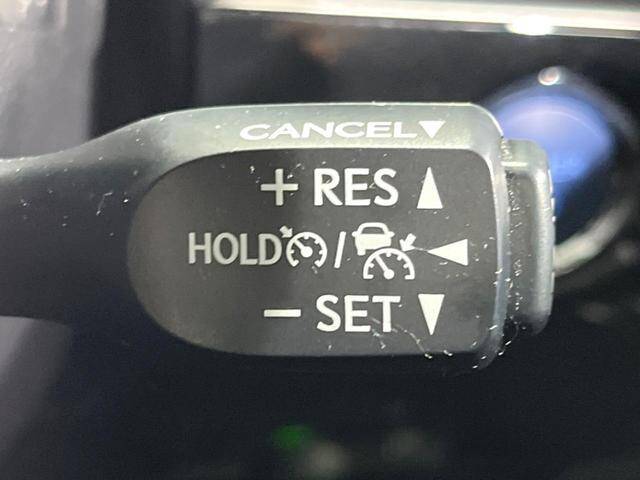 CANCEL▼
+ RES ▲
HOLD / ◀
− SET ▼